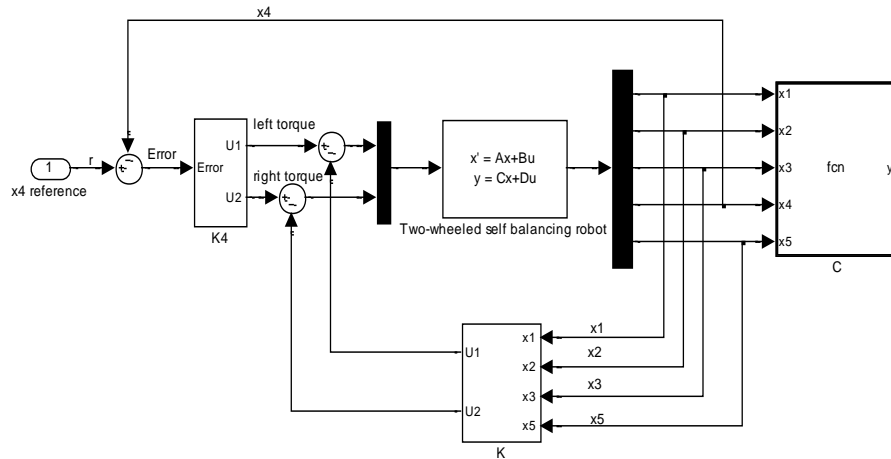 x4
1
r
x4 reference
Error
Error
U1
U2
K4
left torque
right torque
x' = Ax+Bu
y = Cx+Du
Two-wheeled self balancing robot
x1
x2
x3
x4
x5
fcn
y
C
x1
x2
x3
x5
x1
x2
x3
x5
U1
U2
K